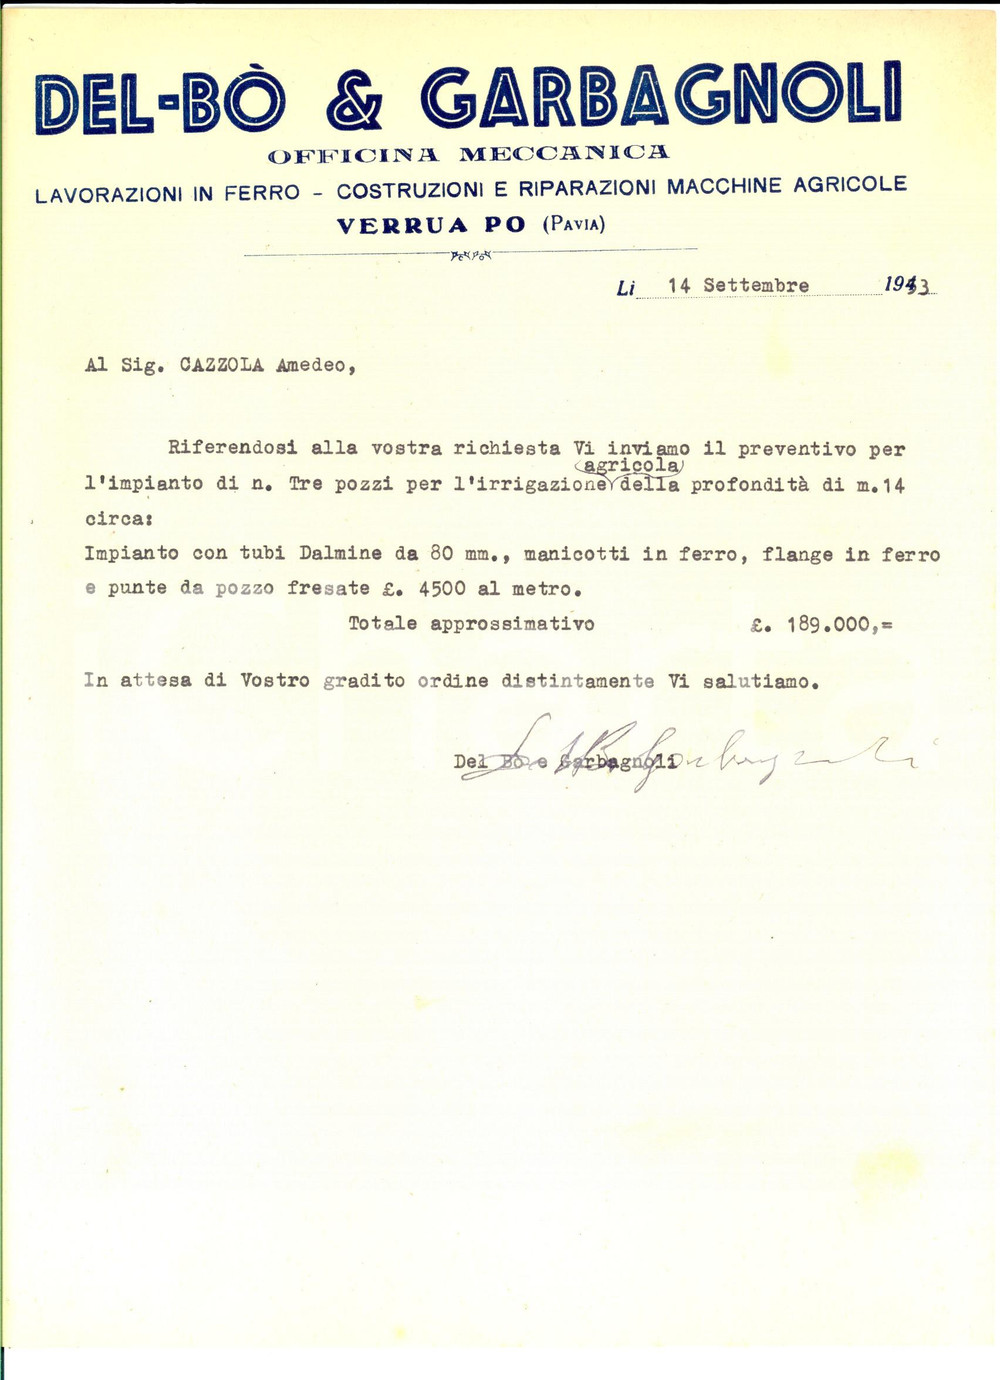 DEL-BÒ & GARBAGNOLI
OFFICINA MECCANICA
LAVORAZIONI IN FERRO - COSTRUZIONI E RIPARAZIONI MACCHINE AGRICOLE
VERRUA PO (PAVIA)
Li 14 Settembre
Al Sig. CAZZOLA Amedeo,
Riferendosi alla vostra richiesta Vi inviamo il preventivo per
(agricola)
l'impianto di n. Tre pozzi per l'irrigazione della profondità di m.14
circa:
Impianto con tubi Dalmine da 80 mm., manicotti in ferro, flange in ferro
e punte da pozzo fresate £. 4500 al metro.
Totale approssimativo £. 189.000,=
In attesa di Vostro gradito ordine distintamente Vi salutiamo.
Del Bò e Garbagnoli